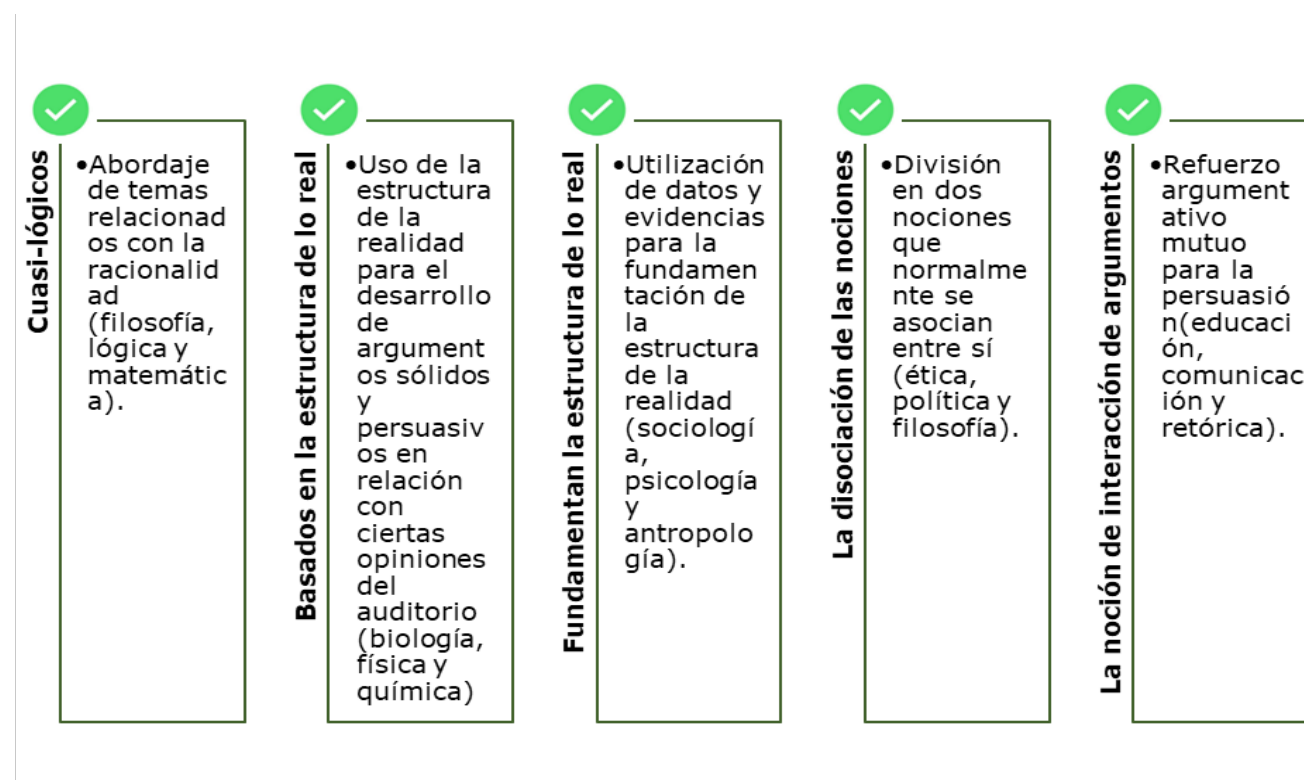 Cuasi-lógicos
•Abordaje
de temas
relacionad
os con la
racionalid
ad
(filosofía,
lógica y
matemátic
a).
Basados en la estructura de lo real
•Uso de la
estructura
de la
realidad
para el
desarrollo
de
argument
os sólidos
y
persuasiv
os en
relación
con
ciertas
opiniones
del
auditorio
(biología,
física y
química)
Fundamentan la estructura de lo real
•Utilización
de datos y
evidencias
para la
fundamen
tación de
la
estructura
de la
realidad
(sociologí
a,
psicología
y
antropolo
gía).
La disociación de las nociones
•División
en dos
nociones
que
normalme
nte se
asocian
entre sí
(ética,
política y
filosofía).
La noción de interacción de argumentos
•Refuerzo
argument
ativo
mutuo
para la
persuasió
n(educaci
ón,
comunicac
ión y
retórica).